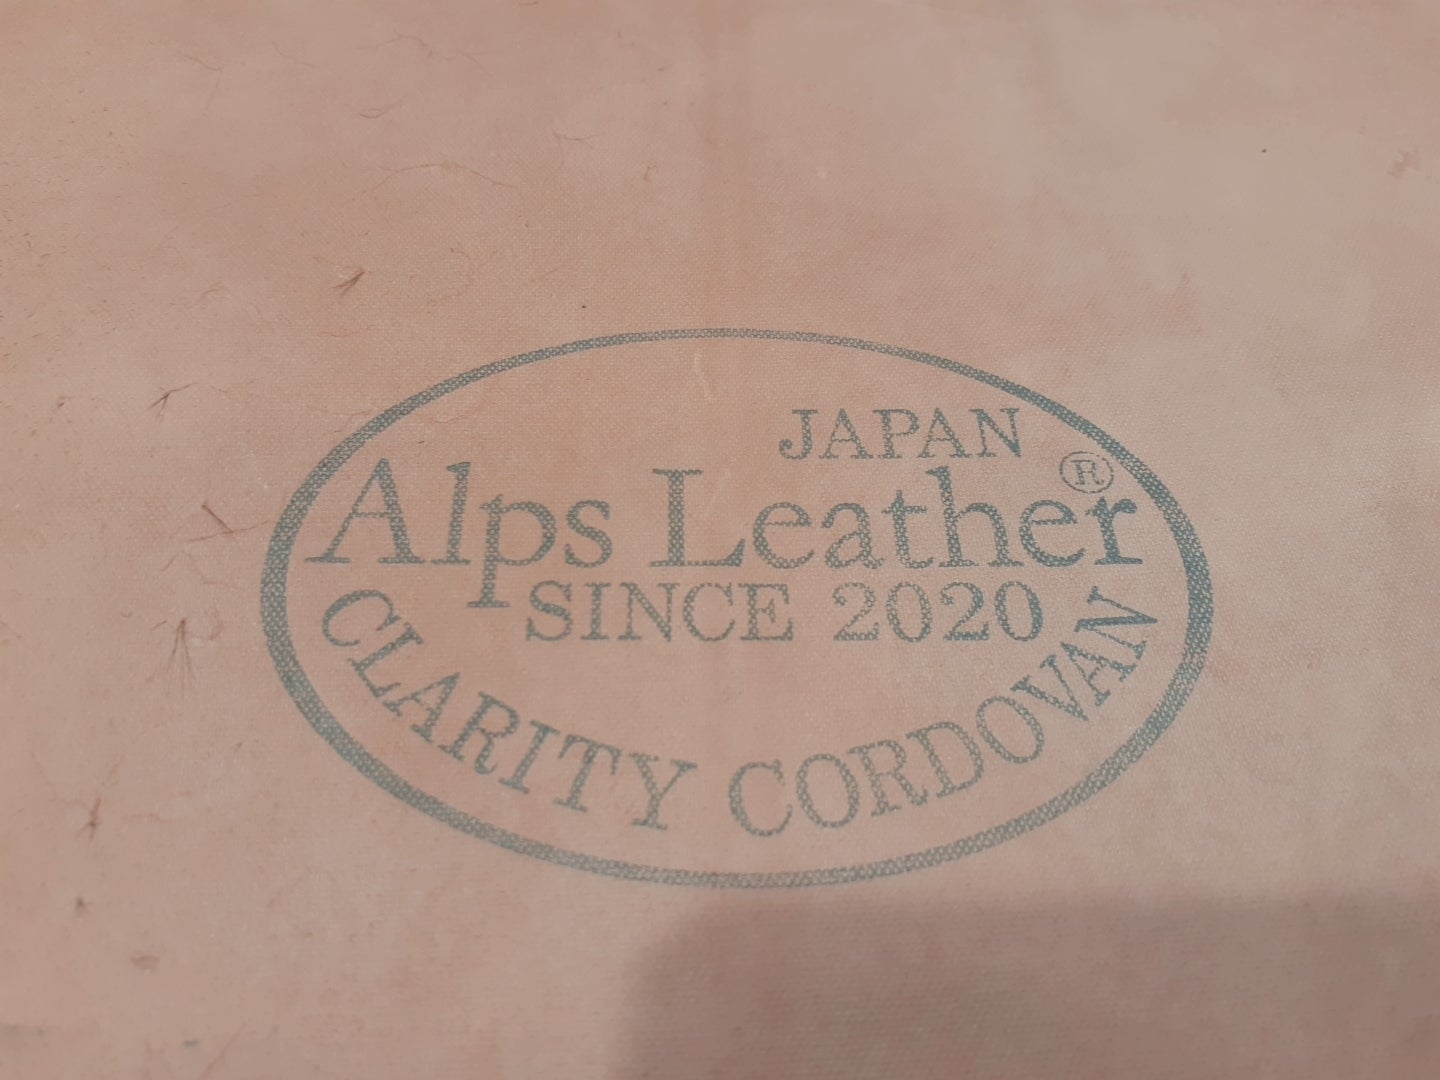 JAPAN
Alps Leather®
SINCE 2020
CLARITY CORDOVAN